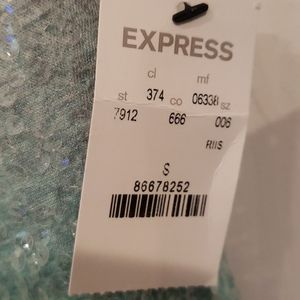 EXPRESS
cl mf
st 374 co 06338 sz
7912 666 006
RIIS
S
86678252